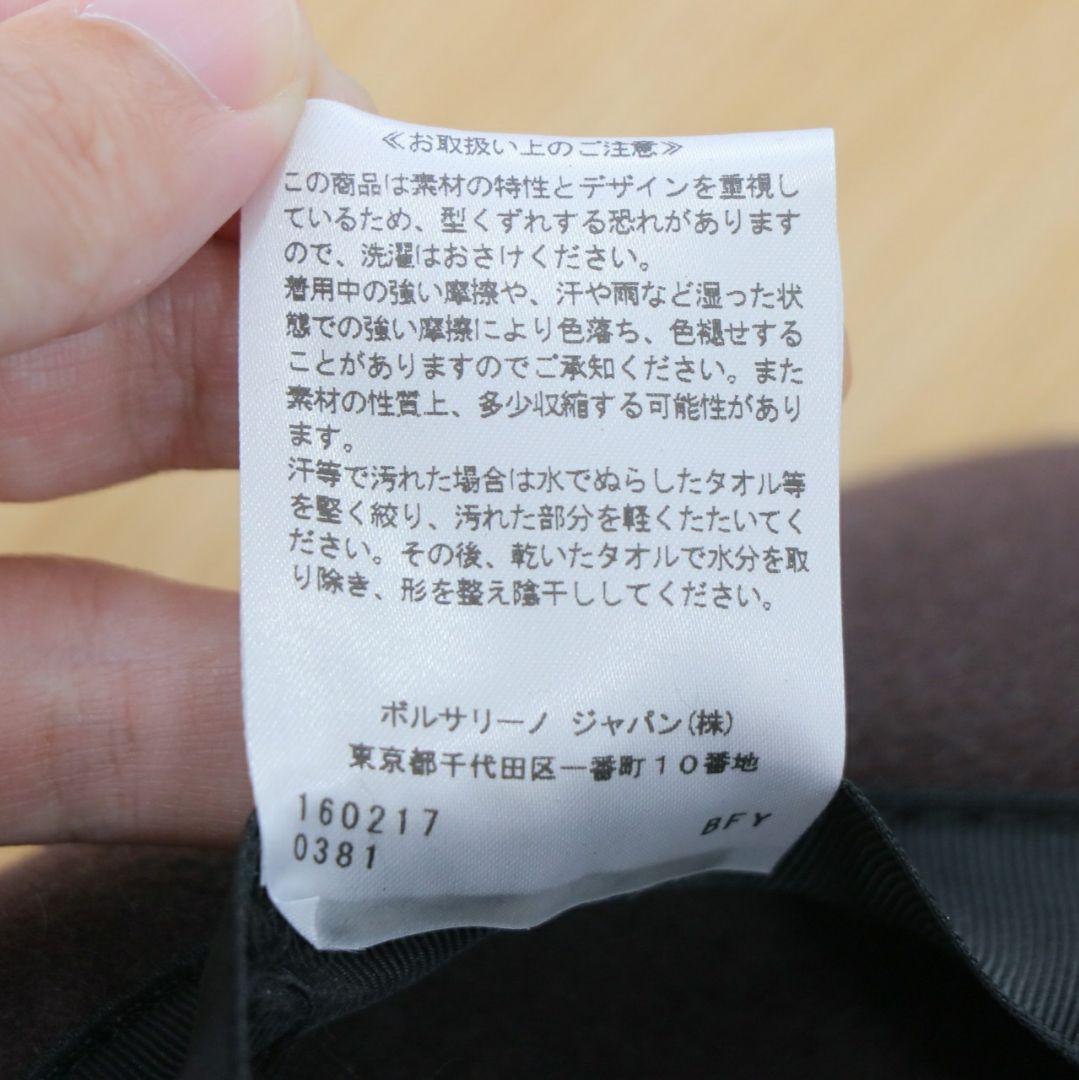 ≪お取扱い上のご注意≫
この商品は素材の特性とデザインを重視し
ているため、型くずれする恐れがあります
ので、洗濯はおさけください。
着用中の強い摩擦や、汗や雨など湿った状
態での強い摩擦により色落ち、色褪せする
ことがありますのでご承知ください。また
素材の性質上、多少収縮する可能性があり
ます。
汗等で汚れた場合は水でぬらしたタオル等
を堅く絞り、汚れた部分を軽くたたいてく
ださい。その後、乾いたタオルで水分を取
り除き、形を整え陰干ししてください。
ボルサリーノ ジャパン(株)
東京都千代田区一番町10番地
160217
BFY
0381